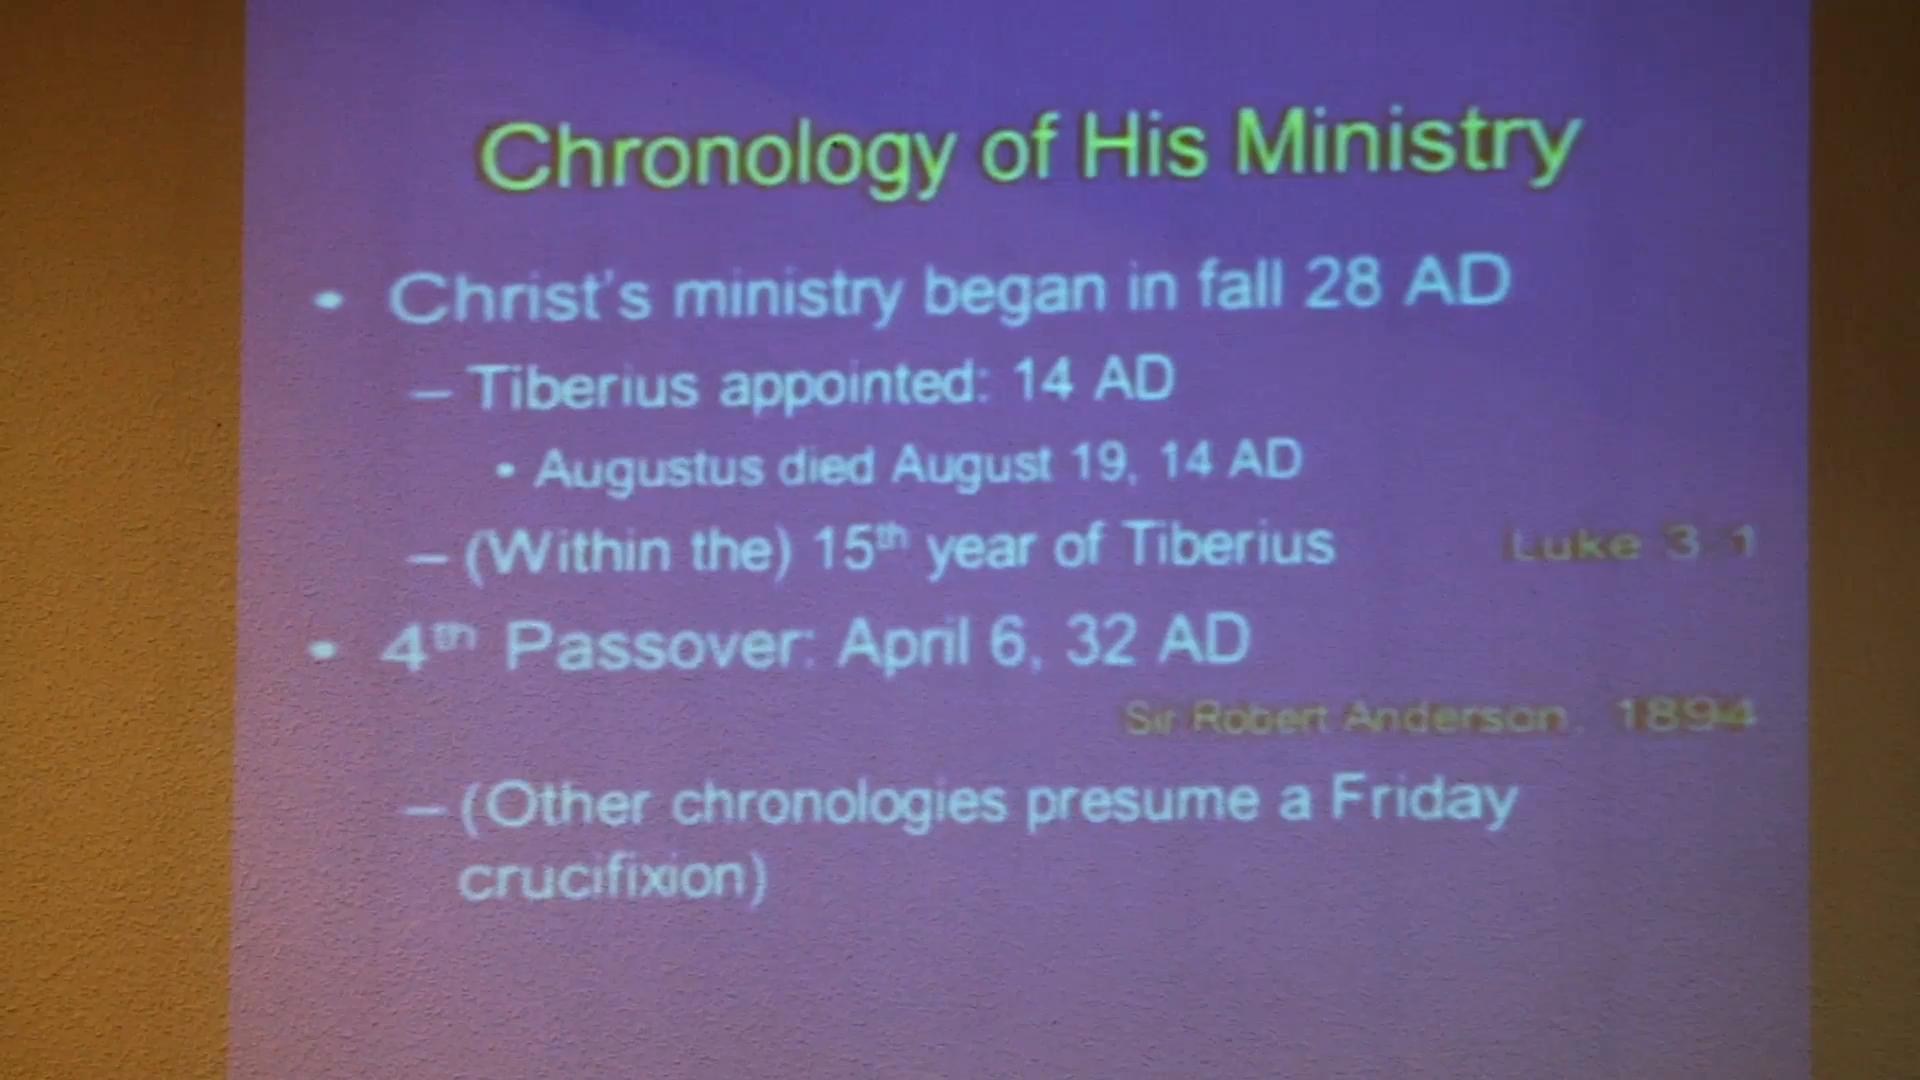 Chronology of His Ministry
• Christ's ministry began in fall 28 AD
– Tiberius appointed: 14 AD
• Augustus died August 19, 14 AD
– (Within the) 15th year of Tiberius Luke 3:1
• 4th Passover: April 6, 32 AD
Sir Robert Anderson, 1894
– (Other chronologies presume a Friday
crucifixion)